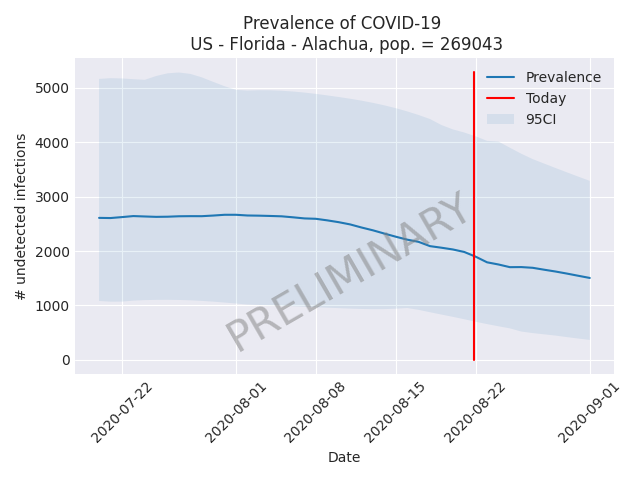 Prevalence of COVID-19
US - Florida - Alachua, pop. = 269043
Prevalence
Today
95CI
# undetected infections
5000
4000
3000
2000
1000
0
PRELIMINARY
2020-07-22
2020-08-01
2020-08-08
2020-08-15
2020-08-22
2020-09-01
Date